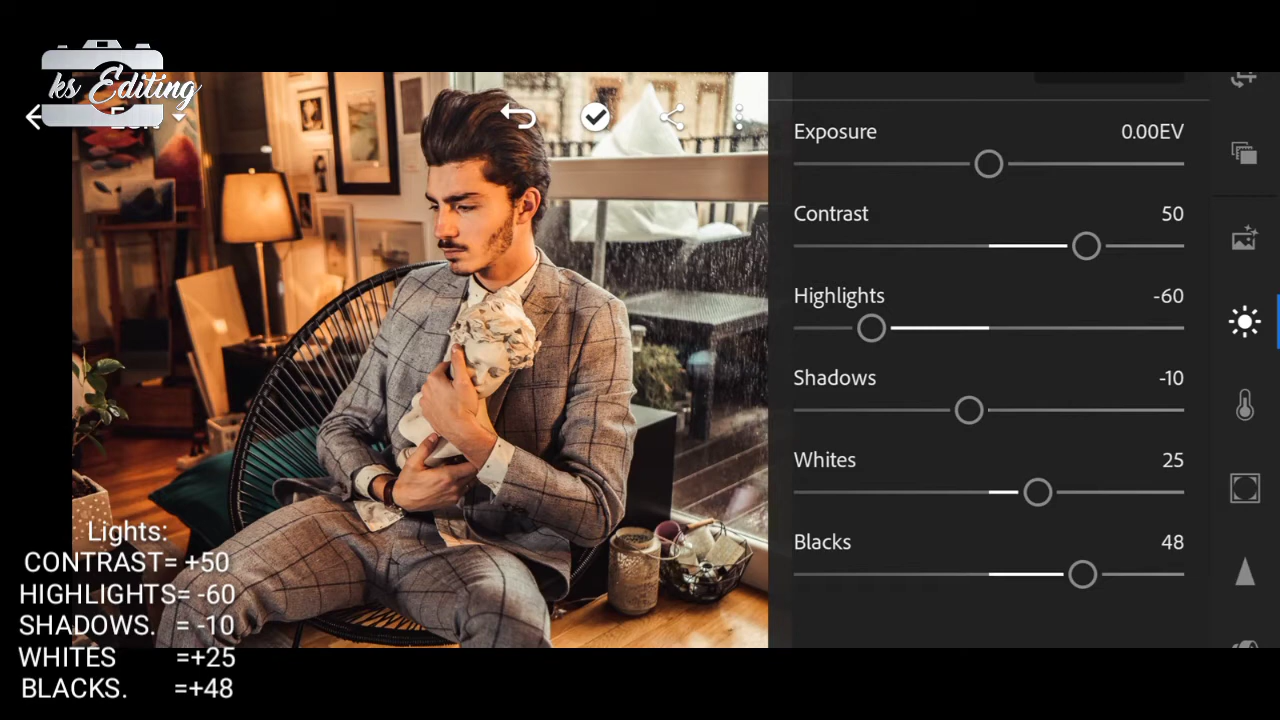 ks Editing
Exposure 0.00EV
Contrast 50
Highlights -60
Shadows -10
Whites 25
Blacks 48
Lights:
CONTRAST= +50
HIGHLIGHTS= -60
SHADOWS. = -10
WHITES =+25
BLACKS. =+48